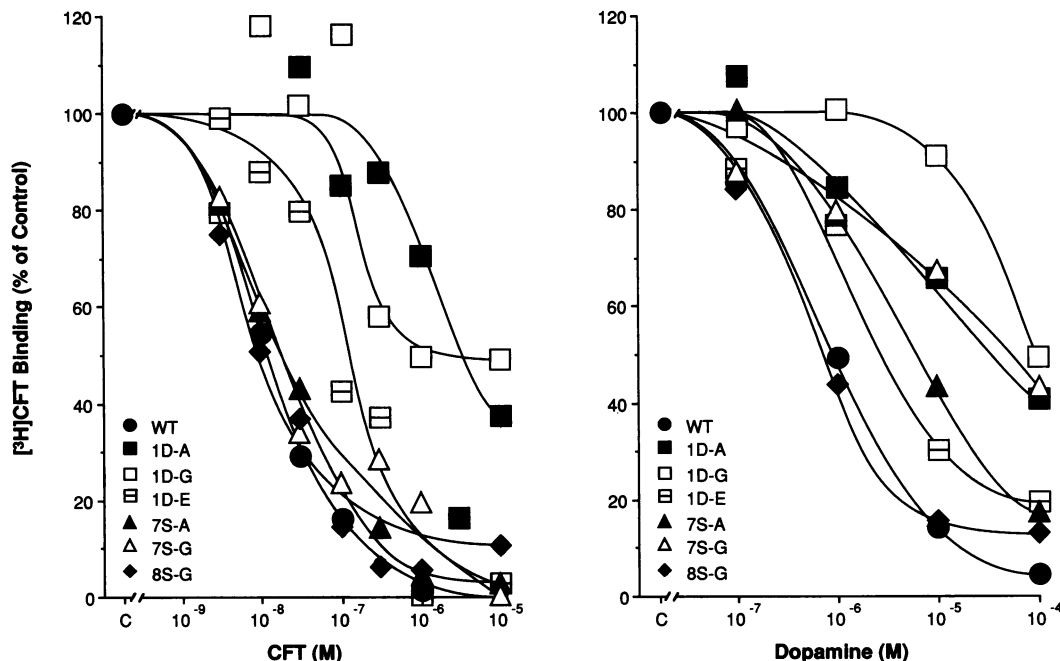 [³H]CFT Binding (% of Control)
120
100
80
60
40
20
0
WT
1D-A
1D-G
1D-E
7S-A
7S-G
8S-G
C
10⁻⁹
10⁻⁸
10⁻⁷
10⁻⁶
10⁻⁵
CFT (M)
120
100
80
60
40
20
0
WT
1D-A
1D-G
1D-E
7S-A
7S-G
8S-G
C
10⁻⁷
10⁻⁶
10⁻⁵
10⁻⁴
Dopamine (M)